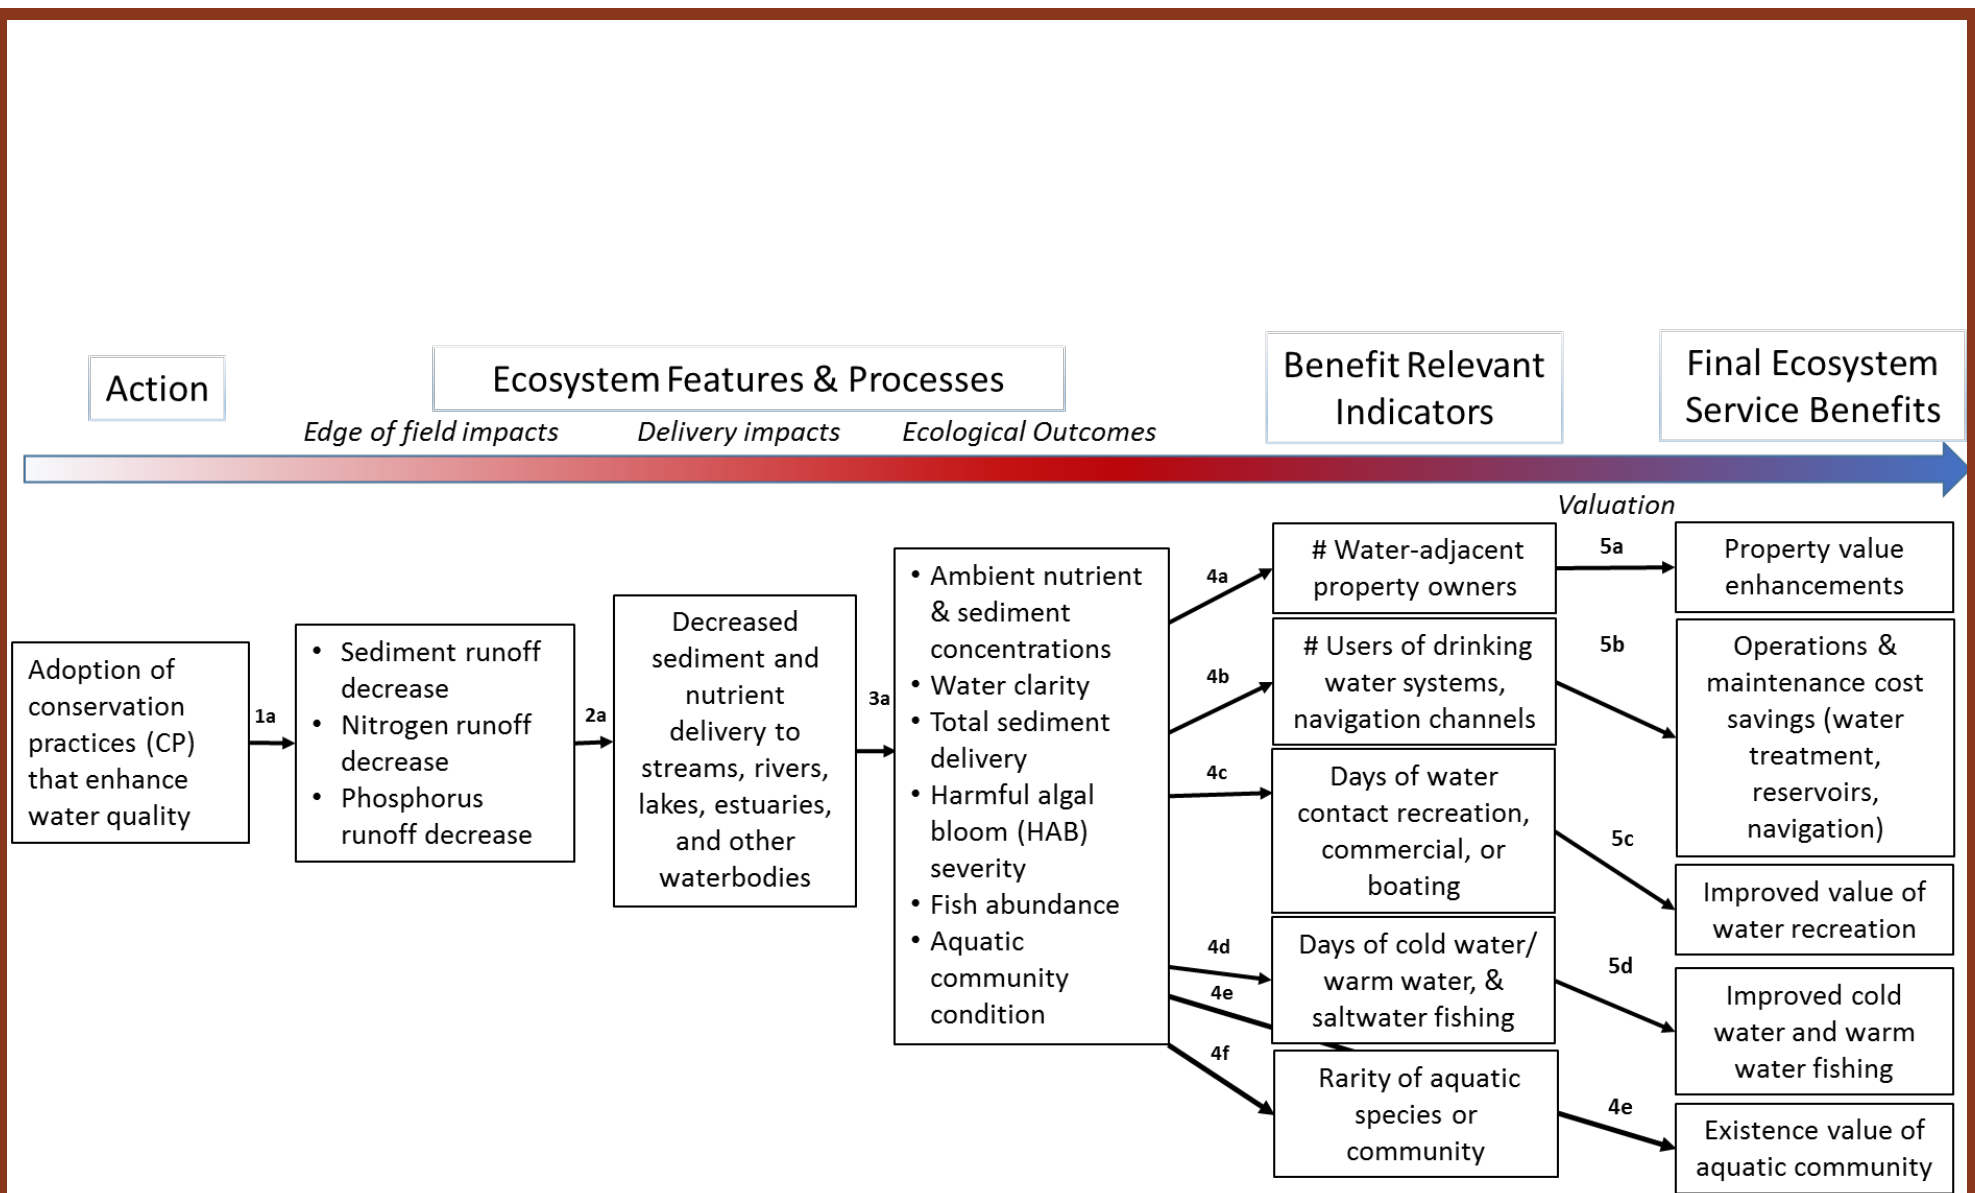 Action
Ecosystem Features & Processes
Benefit Relevant
Indicators
Final Ecosystem
Service Benefits
Edge of field impacts
Delivery impacts
Ecological Outcomes
Valuation
Adoption of
conservation
practices (CP)
that enhance
water quality
1a
• Sediment runoff
decrease
• Nitrogen runoff
decrease
• Phosphorus
runoff decrease
2a
Decreased
sediment and
nutrient
delivery to
streams, rivers,
lakes, estuaries,
and other
waterbodies
3a
• Ambient nutrient
& sediment
concentrations
• Water clarity
• Total sediment
delivery
• Harmful algal
bloom (HAB)
severity
• Fish abundance
• Aquatic
community
condition
4a
4b
4c
4d
4e
4f
# Water-adjacent
property owners
# Users of drinking
water systems,
navigation channels
Days of water
contact recreation,
commercial, or
boating
Days of cold water/
warm water, &
saltwater fishing
Rarity of aquatic
species or
community
5a
5b
5c
5d
4e
Property value
enhancements
Operations &
maintenance cost
savings (water
treatment,
reservoirs,
navigation)
Improved value of
water recreation
Improved cold
water and warm
water fishing
Existence value of
aquatic community